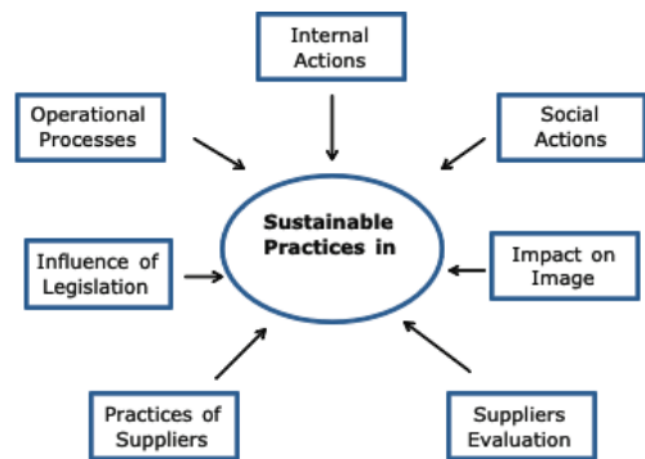 Internal
Actions
Operational
Processes
Social
Actions
Sustainable
Practices in
Influence of
Legislation
Impact on
Image
Practices of
Suppliers
Suppliers
Evaluation